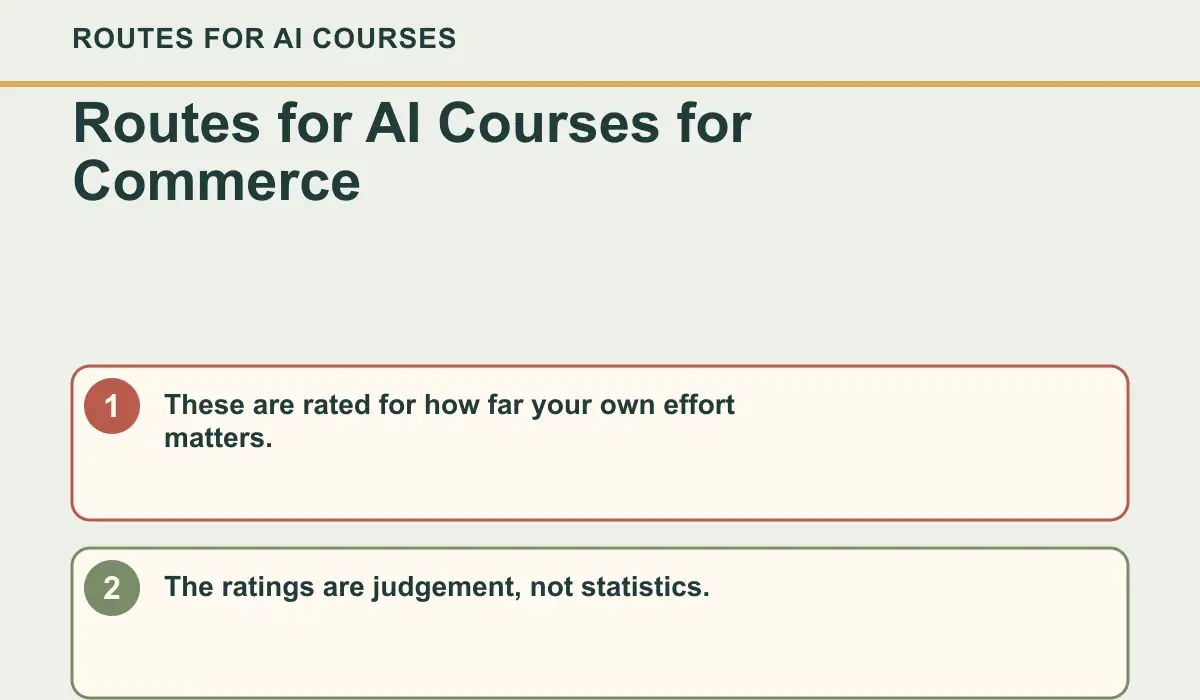 ROUTES FOR AI COURSES
Routes for AI Courses for
Commerce
1
These are rated for how far your own effort
matters.
2
The ratings are judgement, not statistics.